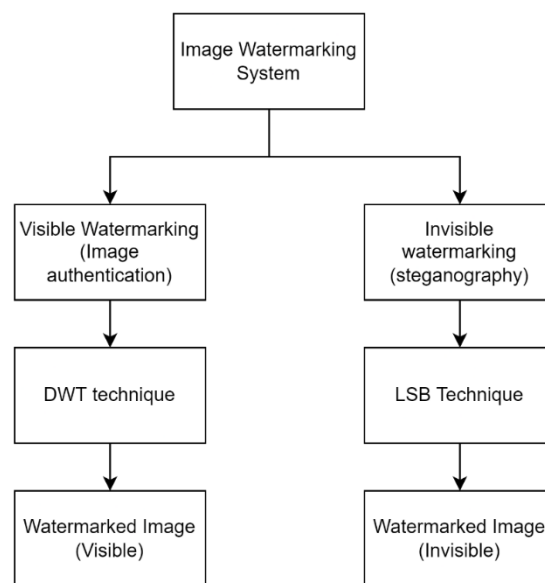 Image Watermarking
System
Visible Watermarking
(Image
authentication)
Invisible
watermarking
(steganography)
DWT technique
LSB Technique
Watermarked Image
(Visible)
Watermarked Image
(Invisible)